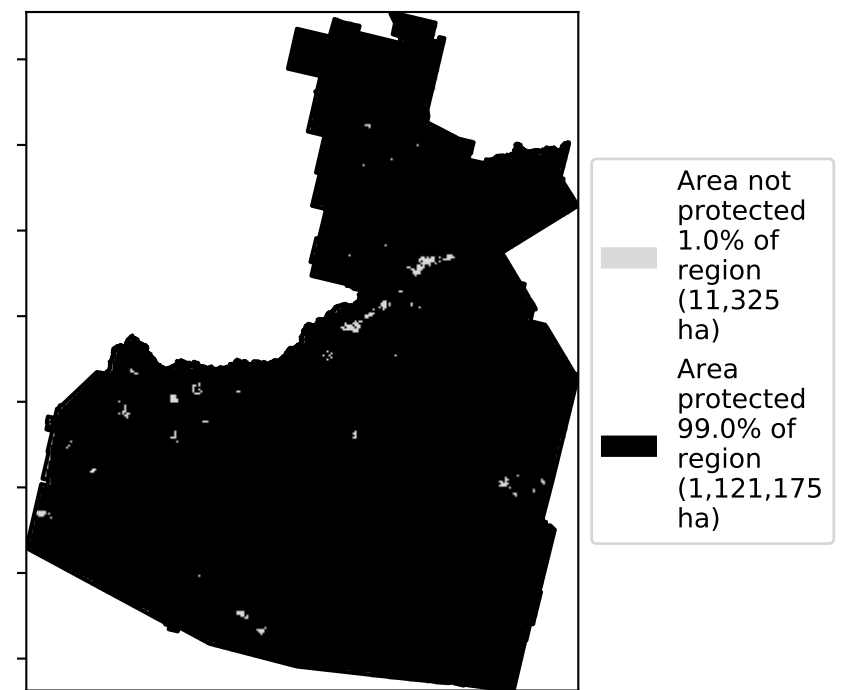 Area not
protected
1.0% of
region
(11,325
ha)
Area
protected
99.0% of
region
(1,121,175
ha)